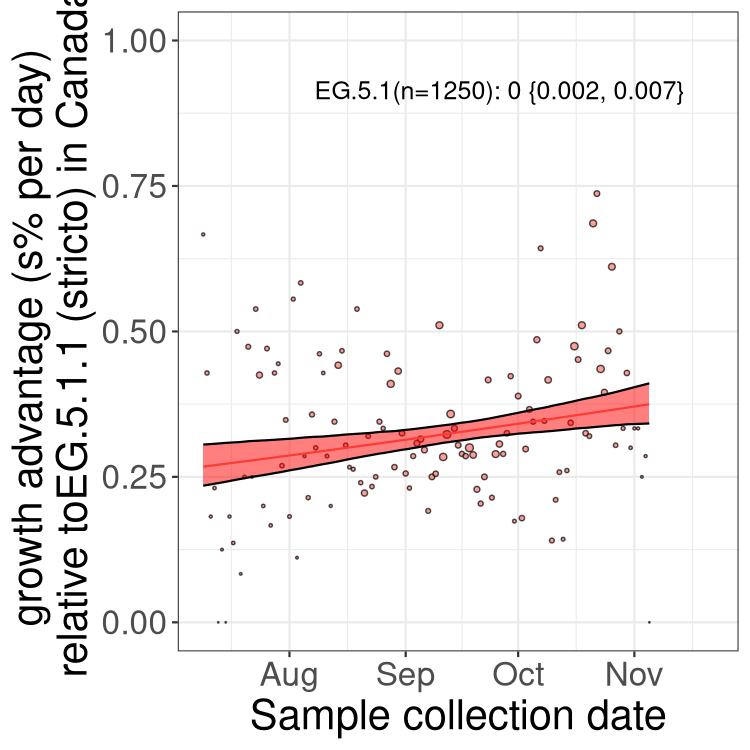 growth advantage (s% per day)
relative toEG.5.1.1 (stricto) in Canada
1.00
0.75
0.50
0.25
0.00
EG.5.1(n=1250): 0 {0.002, 0.007}
Aug Sep Oct Nov
Sample collection date